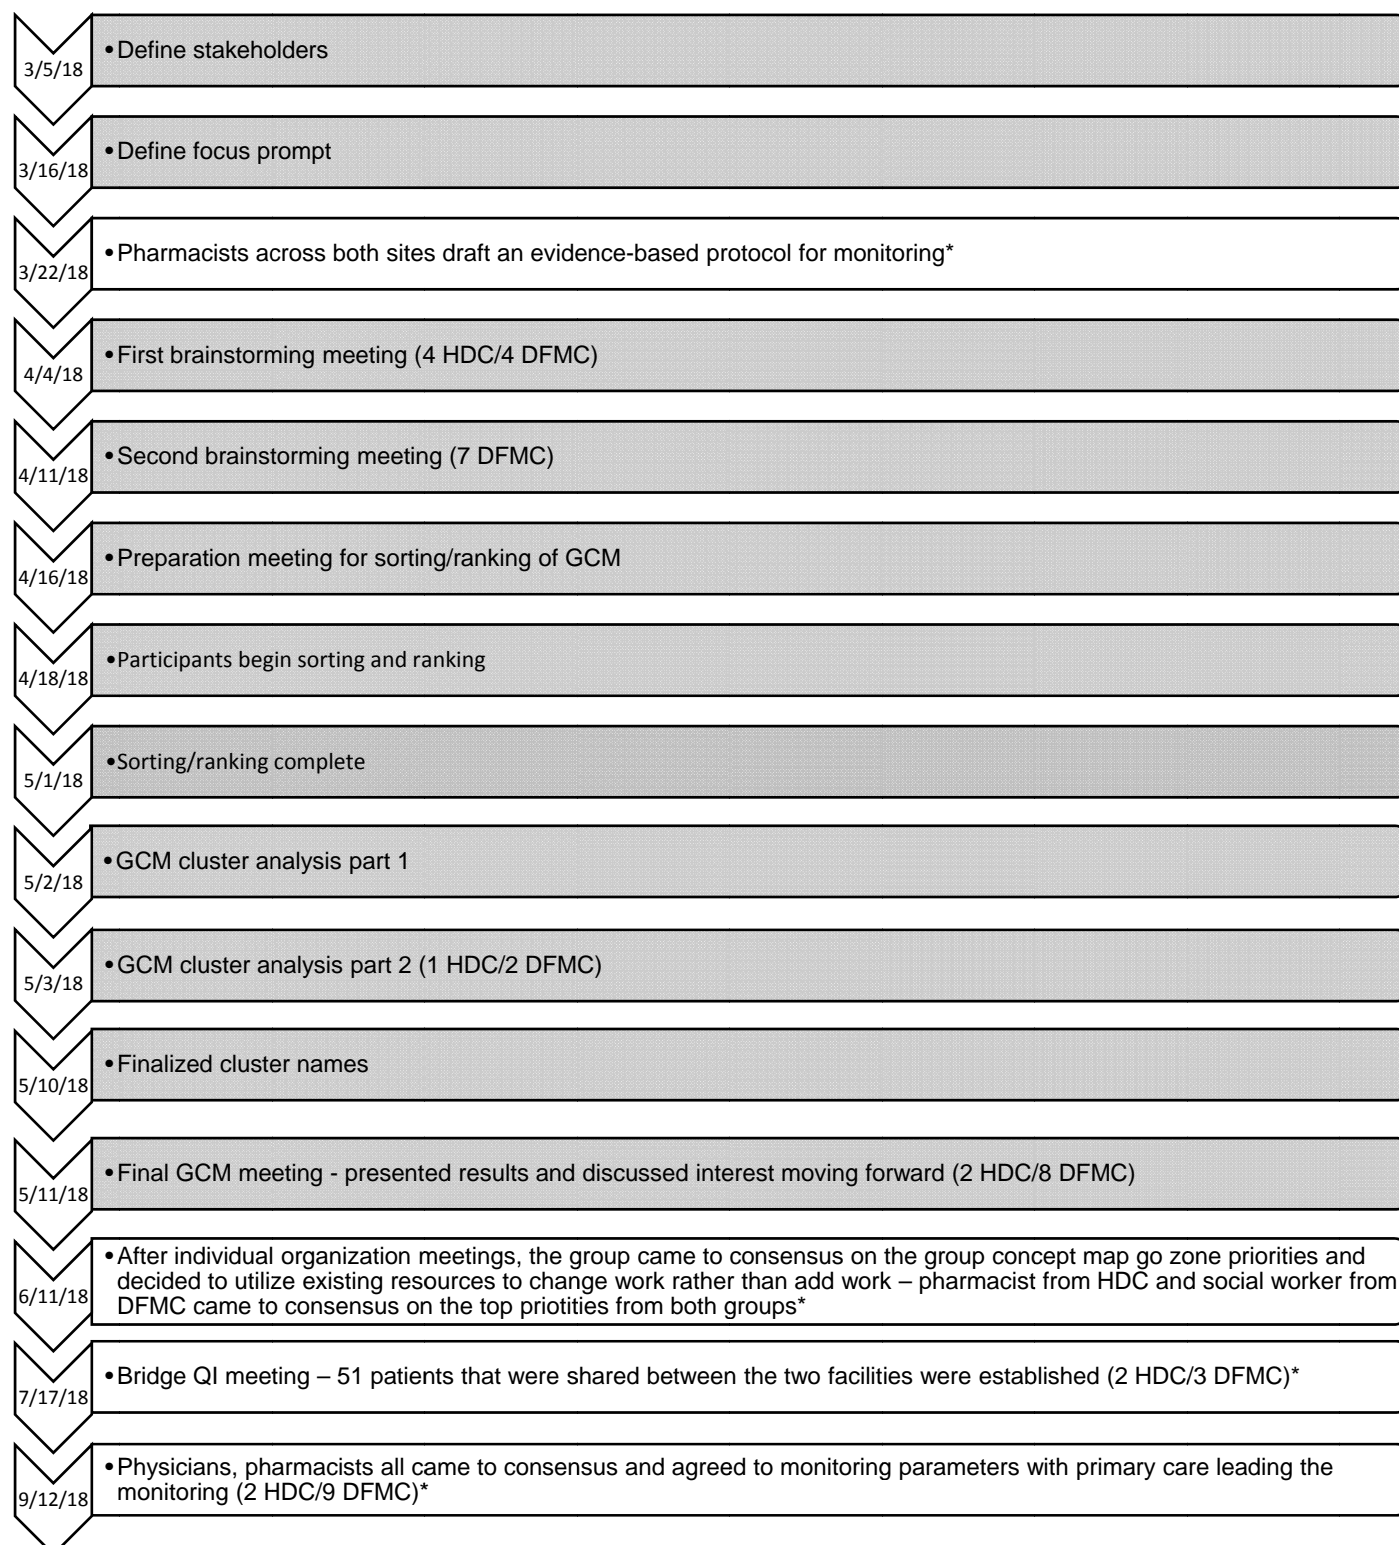 3/5/18
•Define stakeholders
3/16/18
•Define focus prompt
3/22/18
•Pharmacists across both sites draft an evidence-based protocol for monitoring*
4/4/18
•First brainstorming meeting (4 HDC/4 DFMC)
4/11/18
•Second brainstorming meeting (7 DFMC)
4/16/18
•Preparation meeting for sorting/ranking of GCM
4/18/18
•Participants begin sorting and ranking
5/1/18
•Sorting/ranking complete
5/2/18
•GCM cluster analysis part 1
5/3/18
•GCM cluster analysis part 2 (1 HDC/2 DFMC)
5/10/18
•Finalized cluster names
5/11/18
•Final GCM meeting - presented results and discussed interest moving forward (2 HDC/8 DFMC)
6/11/18
•After individual organization meetings, the group came to consensus on the group concept map go zone priorities and
decided to utilize existing resources to change work rather than add work – pharmacist from HDC and social worker from
DFMC came to consensus on the top priotities from both groups*
7/17/18
•Bridge QI meeting – 51 patients that were shared between the two facilities were established (2 HDC/3 DFMC)*
9/12/18
•Physicians, pharmacists all came to consensus and agreed to monitoring parameters with primary care leading the
monitoring (2 HDC/9 DFMC)*